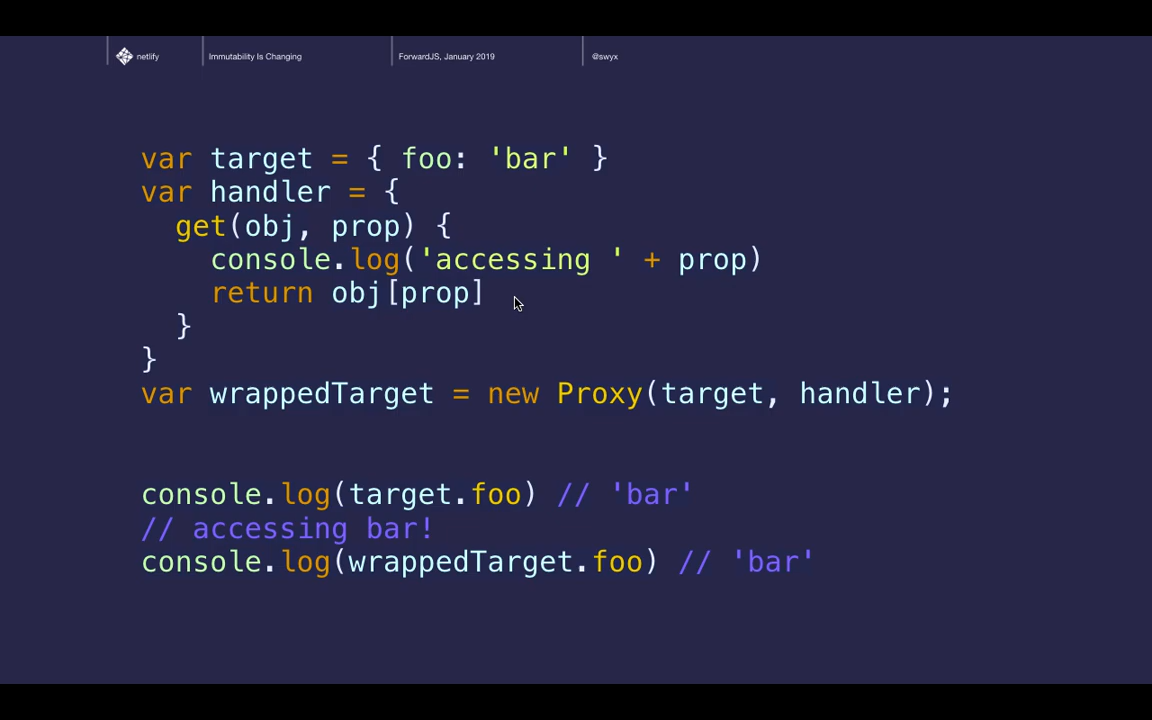 netlify
Immutability Is Changing
ForwardJS, January 2019
@swyx
var target = { foo: 'bar' }
var handler = {
  get(obj, prop) {
    console.log('accessing ' + prop)
    return obj[prop]
  }
}
var wrappedTarget = new Proxy(target, handler);
console.log(target.foo) // 'bar'
// accessing bar!
console.log(wrappedTarget.foo) // 'bar'